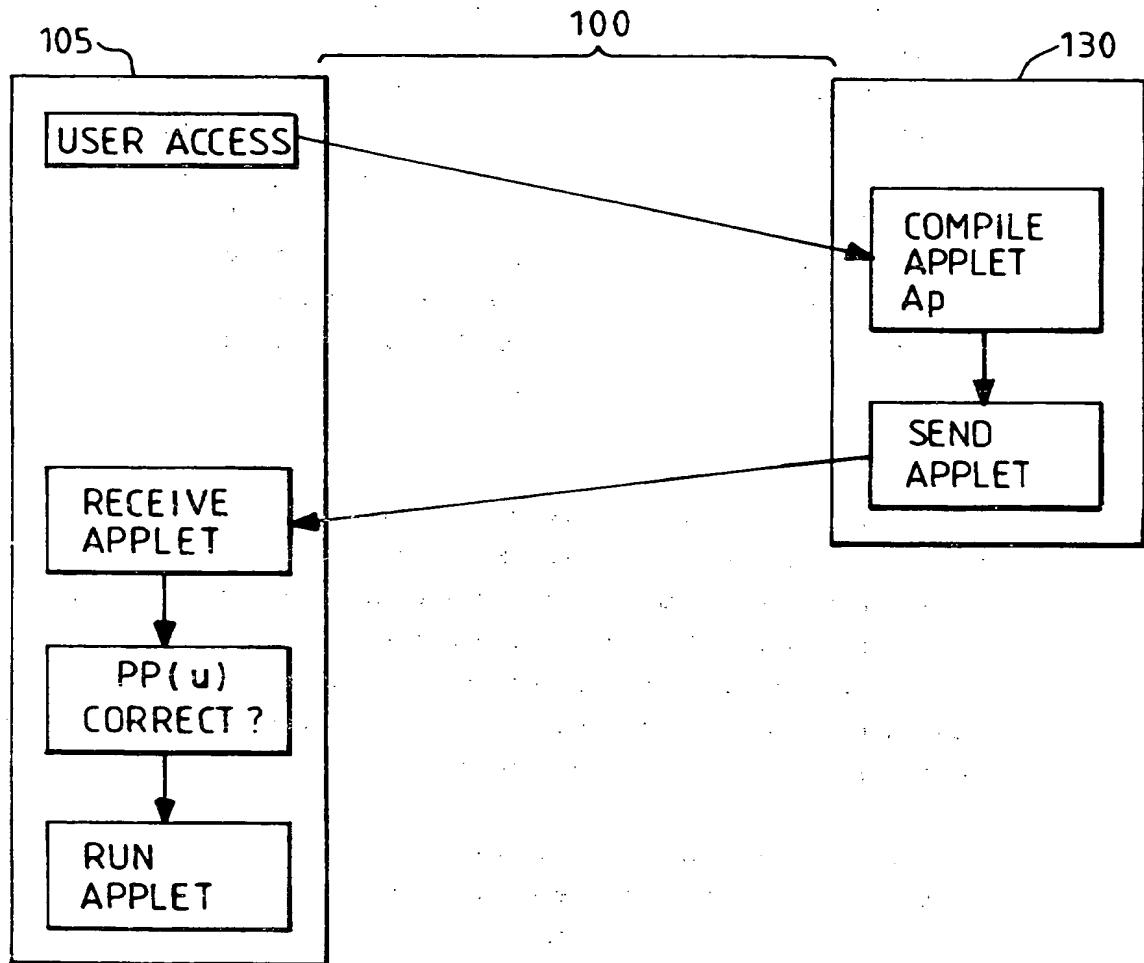 105
100
130
USER ACCESS
COMPILE
APPLET
Ap
SEND
APPLET
RECEIVE
APPLET
PP(u)
CORRECT?
RUN
APPLET